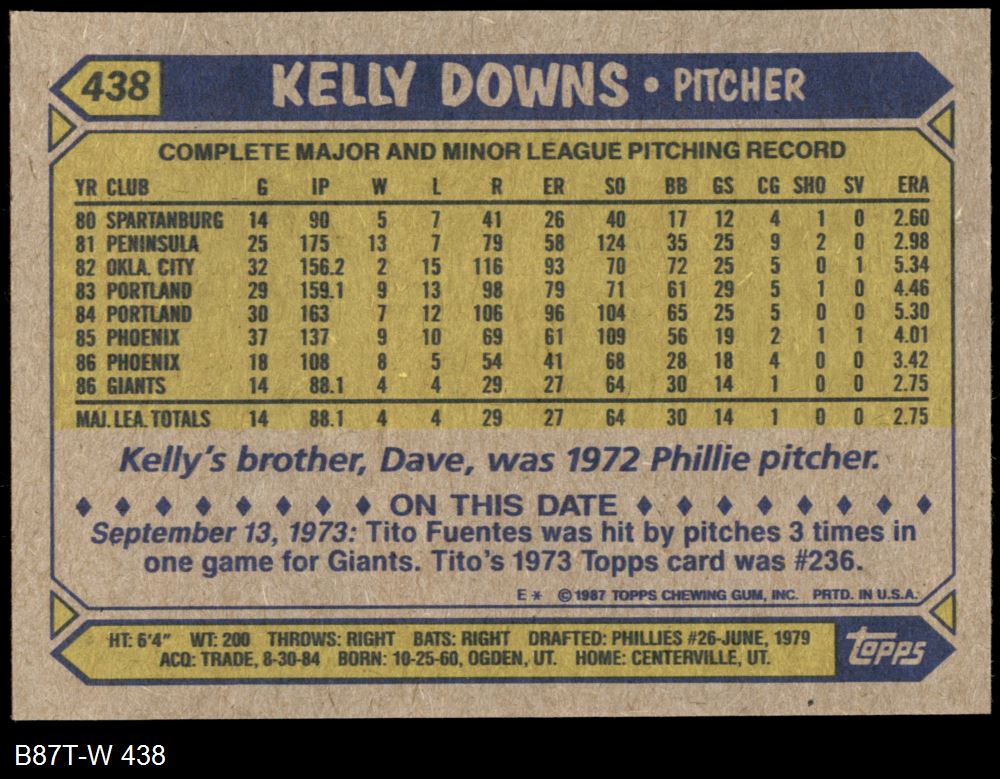 438 KELLY DOWNS • PITCHER
COMPLETE MAJOR AND MINOR LEAGUE PITCHING RECORD
YR CLUB G IP W L R ER SO BB GS CG SHO SV ERA
80 SPARTANBURG 14 90 5 7 41 26 40 17 12 4 1 0 2.60
81 PENINSULA 25 175 13 7 79 58 124 35 25 9 2 0 2.98
82 OKLA. CITY 32 156.2 2 15 116 93 70 72 25 5 0 1 5.34
83 PORTLAND 29 159.1 9 13 98 79 71 61 29 5 1 0 4.46
84 PORTLAND 30 163 7 12 106 96 104 65 25 5 0 0 5.30
85 PHOENIX 37 137 9 10 69 61 109 56 19 2 1 1 4.01
86 PHOENIX 18 108 8 5 54 41 68 28 18 4 0 0 3.42
86 GIANTS 14 88.1 4 4 29 27 64 30 14 1 0 0 2.75
MAJ. LEA. TOTALS 14 88.1 4 4 29 27 64 30 14 1 0 0 2.75
Kelly's brother, Dave, was 1972 Phillie pitcher.
♦ ♦ ♦ ♦ ♦ ♦ ♦ ♦ ON THIS DATE ♦ ♦ ♦ ♦ ♦ ♦ ♦ ♦
September 13, 1973: Tito Fuentes was hit by pitches 3 times in
one game for Giants. Tito's 1973 Topps card was #236.
E * © 1987 TOPPS CHEWING GUM, INC. PRTD. IN U.S.A.
HT: 6'4" WT: 200 THROWS: RIGHT BATS: RIGHT DRAFTED: PHILLIES #26-JUNE, 1979
ACQ: TRADE, 8-30-84 BORN: 10-25-60, OGDEN, UT. HOME: CENTERVILLE, UT.
TOPPS
B87T-W 438